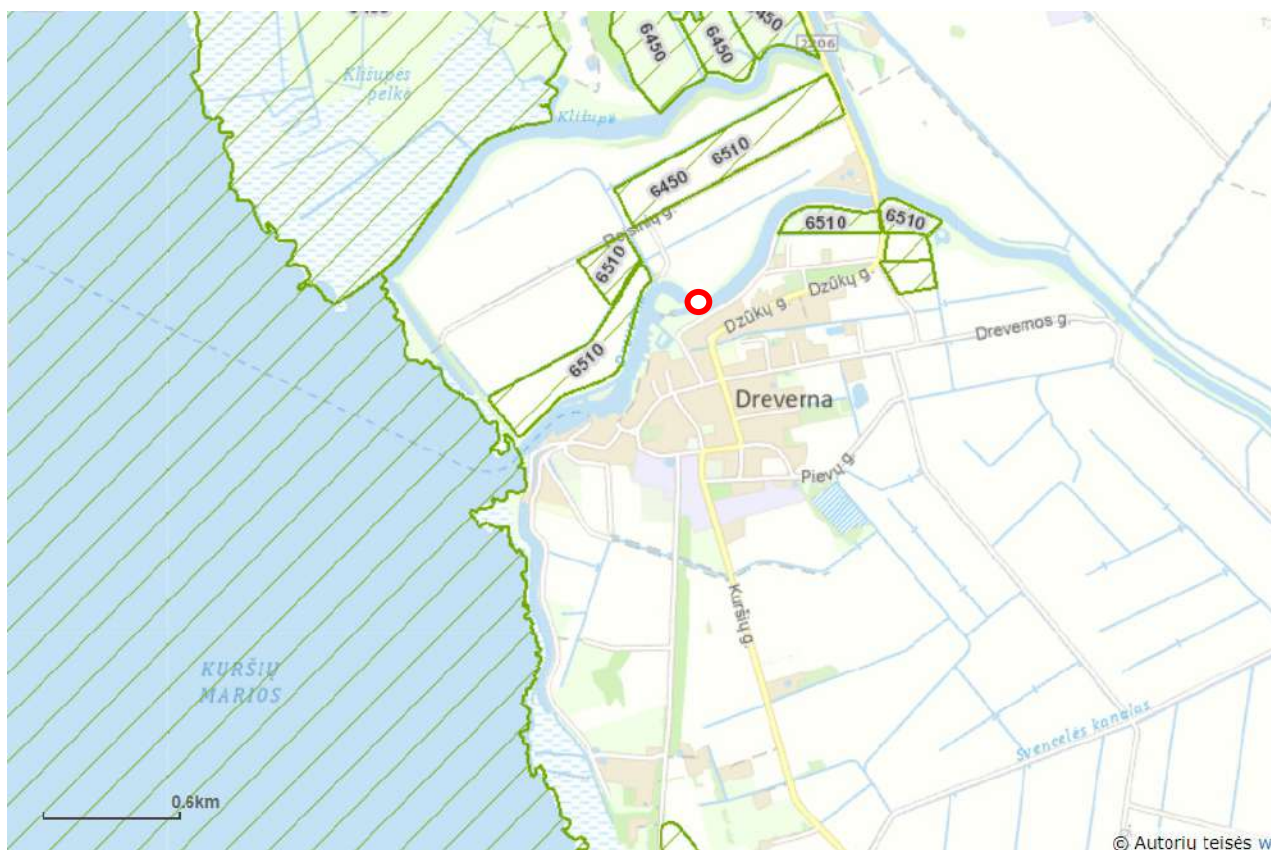 6450
6450
6450
2206
Klišupės
pelkė
Klišupė
6450
6510
6510
6510
6510
6510
Dzūkų g.
Dzūkų g.
Drevernos g.
Dreverna
Pievų g.
Kuršių g.
KURŠIŲ
MARIOS
Svencelės kanalas
0.6km
© Autorių teisės w